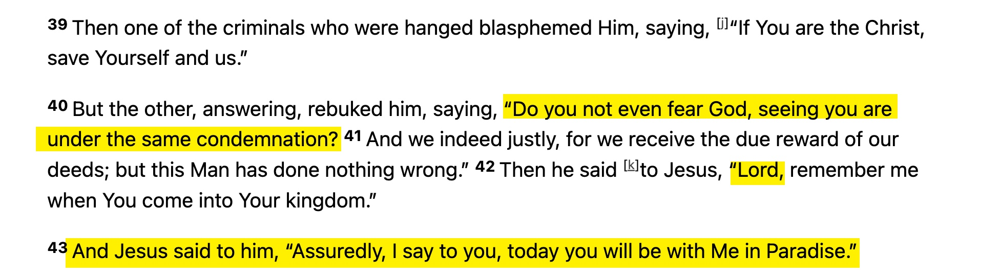 39 Then one of the criminals who were hanged blasphemed Him, saying, [j]“If You are the Christ,
save Yourself and us.”
40 But the other, answering, rebuked him, saying, “Do you not even fear God, seeing you are
under the same condemnation? 41 And we indeed justly, for we receive the due reward of our
deeds; but this Man has done nothing wrong.” 42 Then he said [k]to Jesus, “Lord, remember me
when You come into Your kingdom.”
43 And Jesus said to him, “Assuredly, I say to you, today you will be with Me in Paradise.”